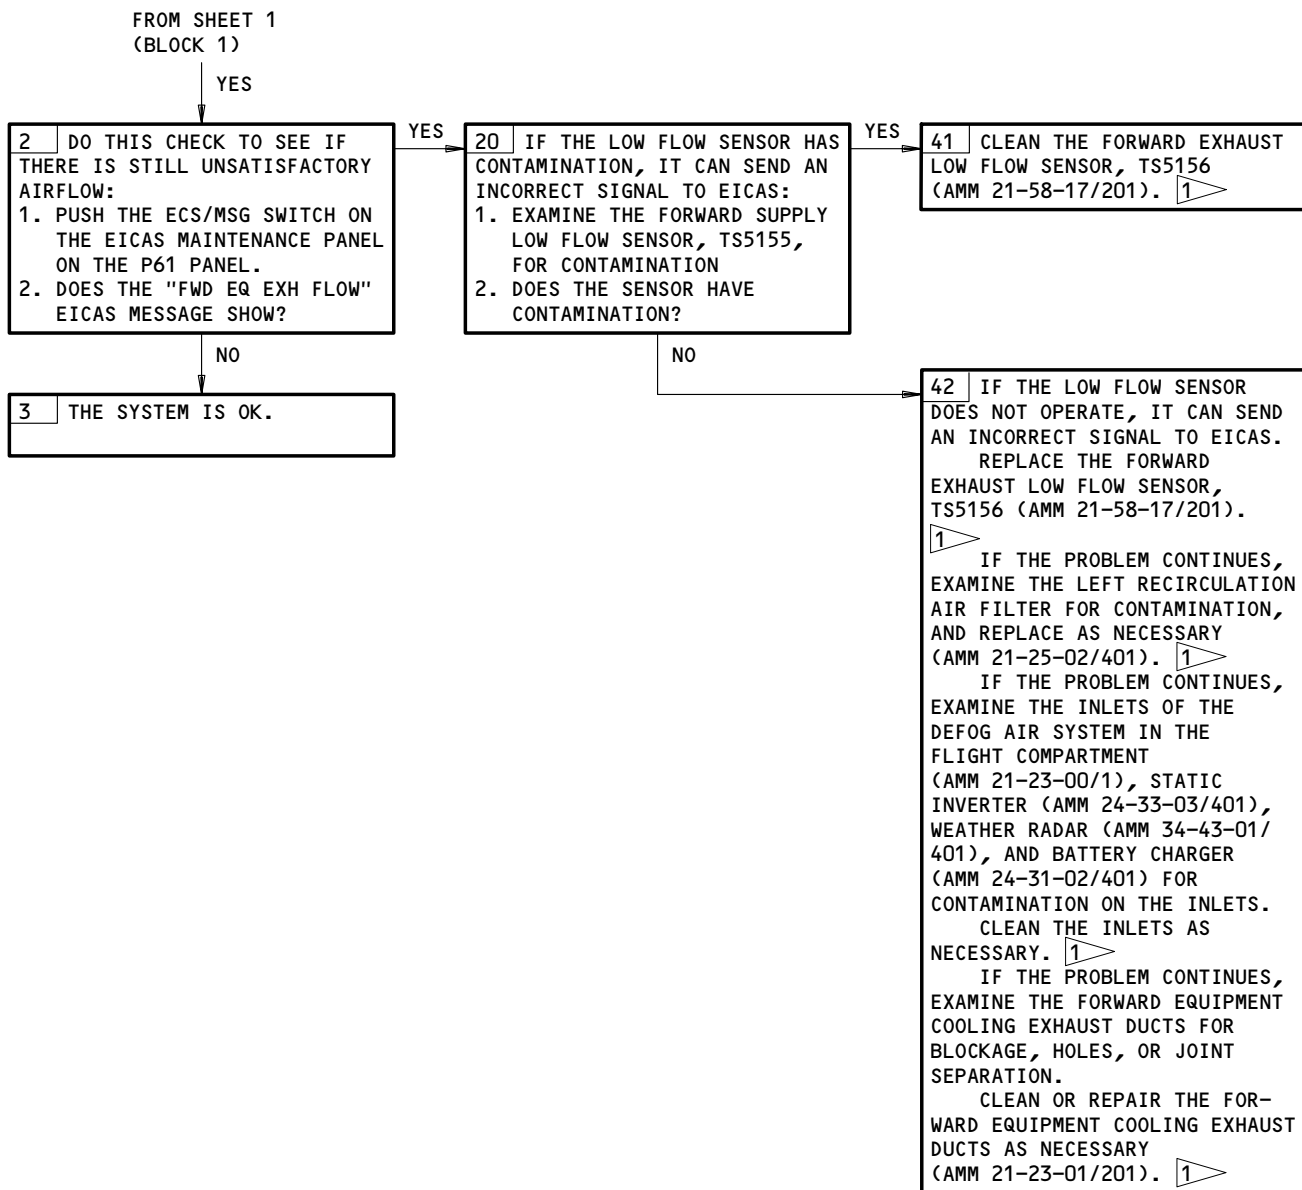 FROM SHEET 1
(BLOCK 1)
YES
2 DO THIS CHECK TO SEE IF
THERE IS STILL UNSATISFACTORY
AIRFLOW:
1. PUSH THE ECS/MSG SWITCH ON
THE EICAS MAINTENANCE PANEL
ON THE P61 PANEL.
2. DOES THE "FWD EQ EXH FLOW"
EICAS MESSAGE SHOW?
YES
20 IF THE LOW FLOW SENSOR HAS
CONTAMINATION, IT CAN SEND AN
INCORRECT SIGNAL TO EICAS:
1. EXAMINE THE FORWARD SUPPLY
LOW FLOW SENSOR, TS5155,
FOR CONTAMINATION
2. DOES THE SENSOR HAVE
CONTAMINATION?
YES
41 CLEAN THE FORWARD EXHAUST
LOW FLOW SENSOR, TS5156
(AMM 21-58-17/201). 1
NO
3 THE SYSTEM IS OK.
NO
42 IF THE LOW FLOW SENSOR
DOES NOT OPERATE, IT CAN SEND
AN INCORRECT SIGNAL TO EICAS.
REPLACE THE FORWARD
EXHAUST LOW FLOW SENSOR,
TS5156 (AMM 21-58-17/201).
1
IF THE PROBLEM CONTINUES,
EXAMINE THE LEFT RECIRCULATION
AIR FILTER FOR CONTAMINATION,
AND REPLACE AS NECESSARY
(AMM 21-25-02/401). 1
IF THE PROBLEM CONTINUES,
EXAMINE THE INLETS OF THE
DEFOG AIR SYSTEM IN THE
FLIGHT COMPARTMENT
(AMM 21-23-00/1), STATIC
INVERTER (AMM 24-33-03/401),
WEATHER RADAR (AMM 34-43-01/
401), AND BATTERY CHARGER
(AMM 24-31-02/401) FOR
CONTAMINATION ON THE INLETS.
CLEAN THE INLETS AS
NECESSARY. 1
IF THE PROBLEM CONTINUES,
EXAMINE THE FORWARD EQUIPMENT
COOLING EXHAUST DUCTS FOR
BLOCKAGE, HOLES, OR JOINT
SEPARATION.
CLEAN OR REPAIR THE FOR-
WARD EQUIPMENT COOLING EXHAUST
DUCTS AS NECESSARY
(AMM 21-23-01/201). 1